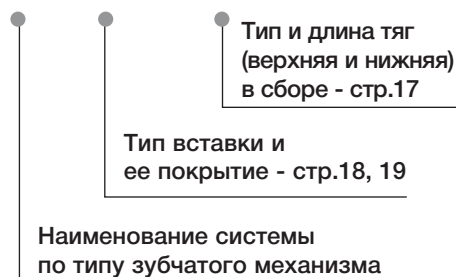 Тип и длина тяг
(верхняя и нижняя)
в сборе - стр.17
Тип вставки и
ее покрытие - стр.18, 19
Наименование системы
по типу зубчатого механизма